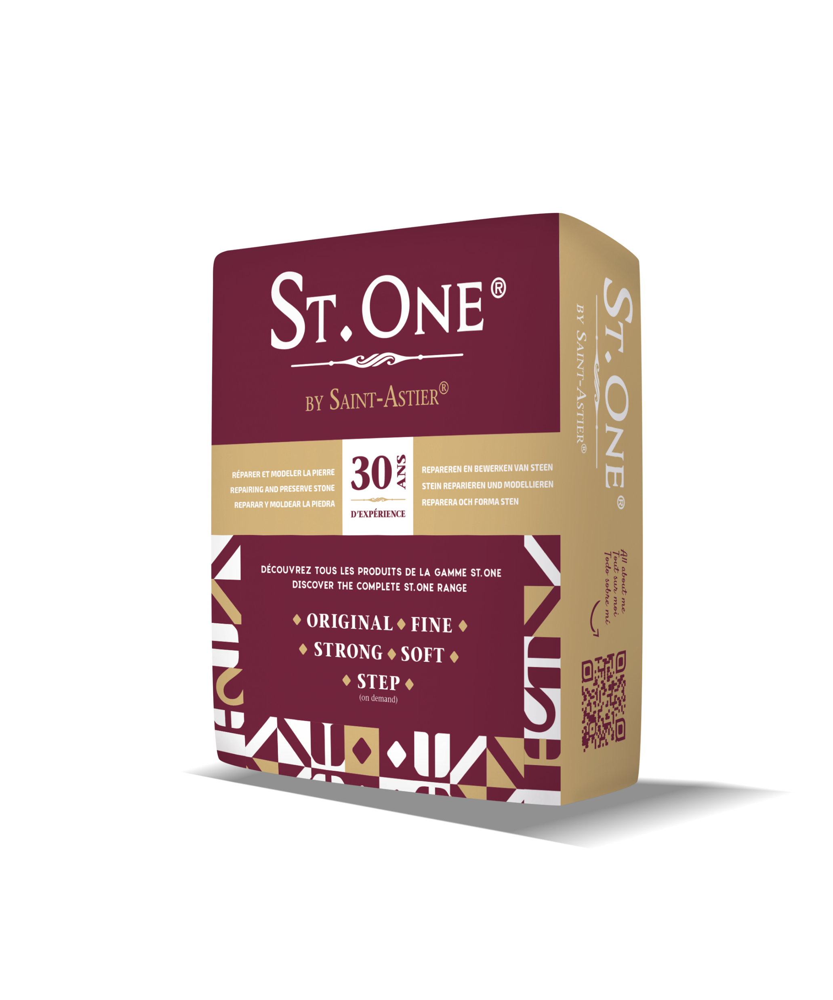 ST. ONE®
BY SAINT-ASTIER®
RÉPARER ET MODELER LA PIERRE
REPAIRING AND PRESERVE STONE
REPARAR Y MOLDEAR LA PIEDRA
30 ANS
D'EXPÉRIENCE
REPAREREN EN BEWERKEN VAN STEEN
STEIN REPARIEREN UND MODELLIEREN
REPARERA OCH FORMA STEN
DÉCOUVREZ TOUS LES PRODUITS DE LA GAMME ST.ONE
DISCOVER THE COMPLETE ST.ONE RANGE
ORIGINAL FINE
STRONG SOFT
STEP
(on demand)
ST. ONE®
BY SAINT-ASTIER®
All about me
Tout sur moi
Todo sobre mi